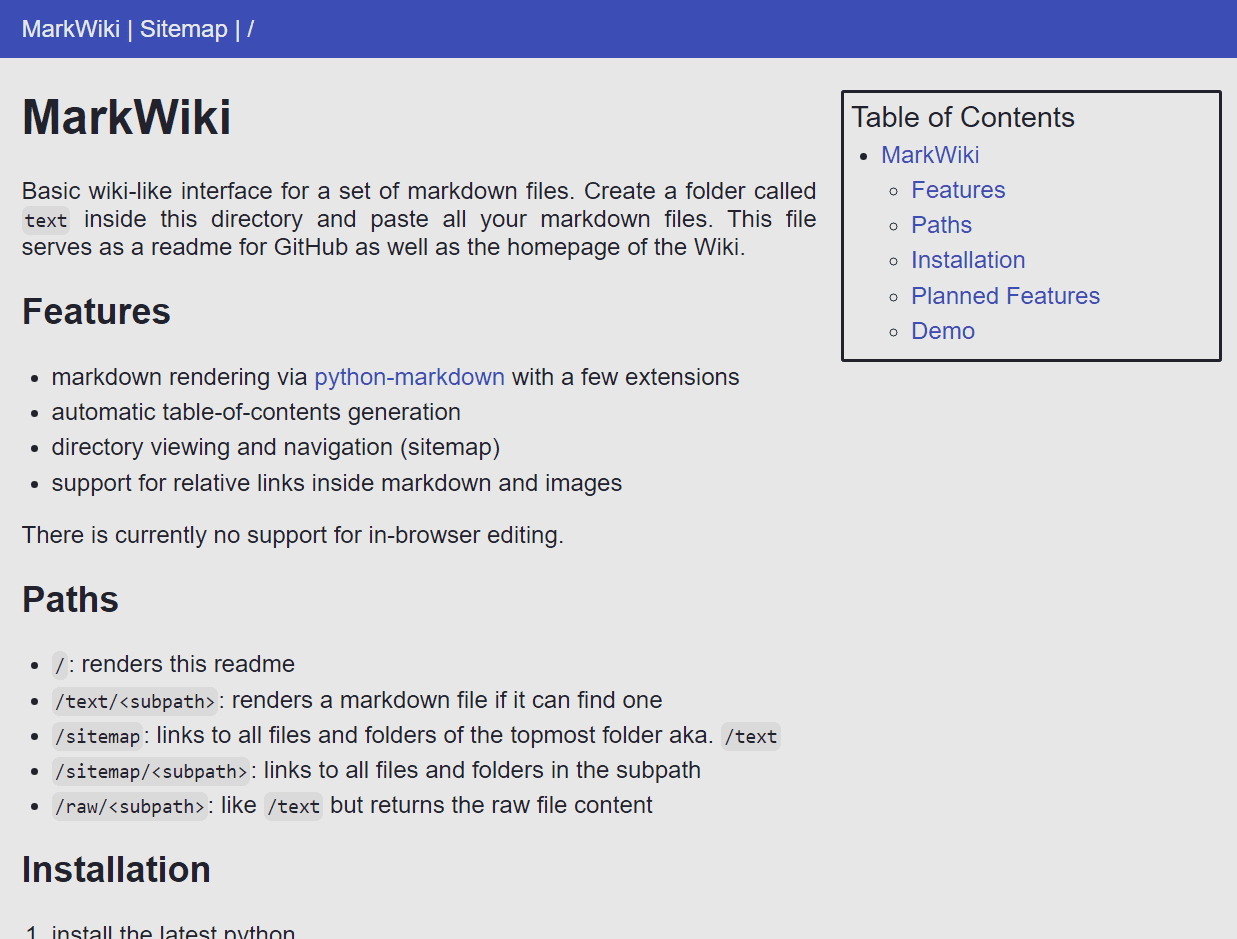 MarkWiki | Sitemap | /
MarkWiki
Basic wiki-like interface for a set of markdown files. Create a folder called
text inside this directory and paste all your markdown files. This file
serves as a readme for GitHub as well as the homepage of the Wiki.
Table of Contents
MarkWiki
Features
Paths
Installation
Planned Features
Demo
Features
markdown rendering via python-markdown with a few extensions
automatic table-of-contents generation
directory viewing and navigation (sitemap)
support for relative links inside markdown and images
There is currently no support for in-browser editing.
Paths
/: renders this readme
/text/<subpath>: renders a markdown file if it can find one
/sitemap: links to all files and folders of the topmost folder aka. /text
/sitemap/<subpath>: links to all files and folders in the subpath
/raw/<subpath>: like /text but returns the raw file content
Installation
1. install the latest python